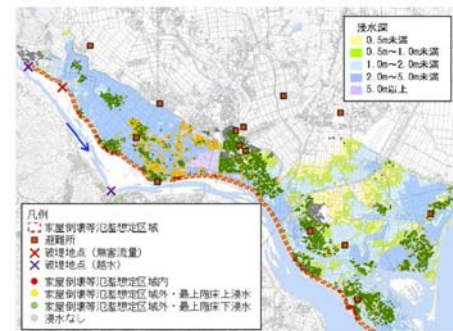 浸水深
0.5m未満
0.5m～1.0m未満
1.0m～2.0m未満
2.0m～5.0m未満
5.0m以上
凡例
家屋倒壊等氾濫想定区域
避難所
破堤地点（無害流量）
破堤地点（越水）
家屋倒壊等氾濫想定区域内
家屋倒壊等氾濫想定区域外・最上階床上浸水
家屋倒壊等氾濫想定区域外・最上階床下浸水
浸水なし